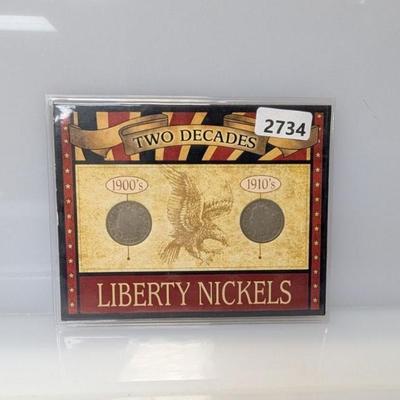 2734
TWO DECADES
1900's 1910's
LIBERTY NICKELS